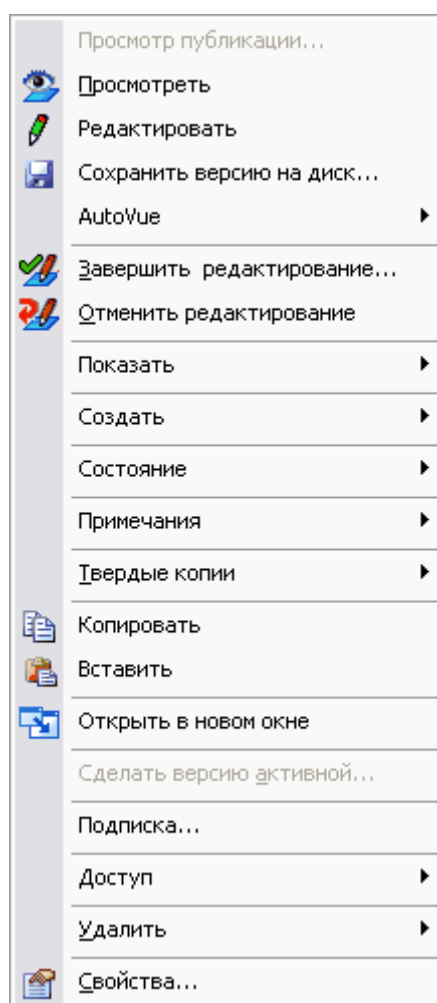 Просмотр публикации...
Просмотреть
Редактировать
Сохранить версию на диск...
AutoVue
Завершить редактирование...
Отменить редактирование
Показать
Создать
Состояние
Примечания
Твердые копии
Копировать
Вставить
Открыть в новом окне
Сделать версию активной...
Подписка...
Доступ
Удалить
Свойства...